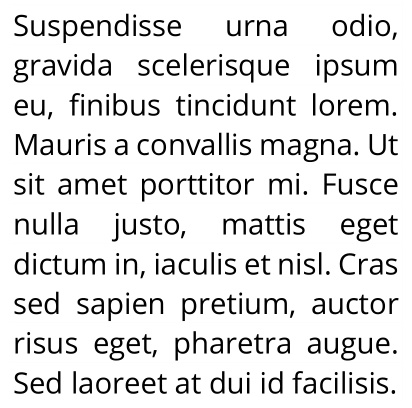 Suspendisse urna odio,
gravida scelerisque ipsum
eu, finibus tincidunt lorem.
Mauris a convallis magna. Ut
sit amet porttitor mi. Fusce
nulla justo, mattis eget
dictum in, iaculis et nisl. Cras
sed sapien pretium, auctor
risus eget, pharetra augue.
Sed laoreet at dui id facilisis.